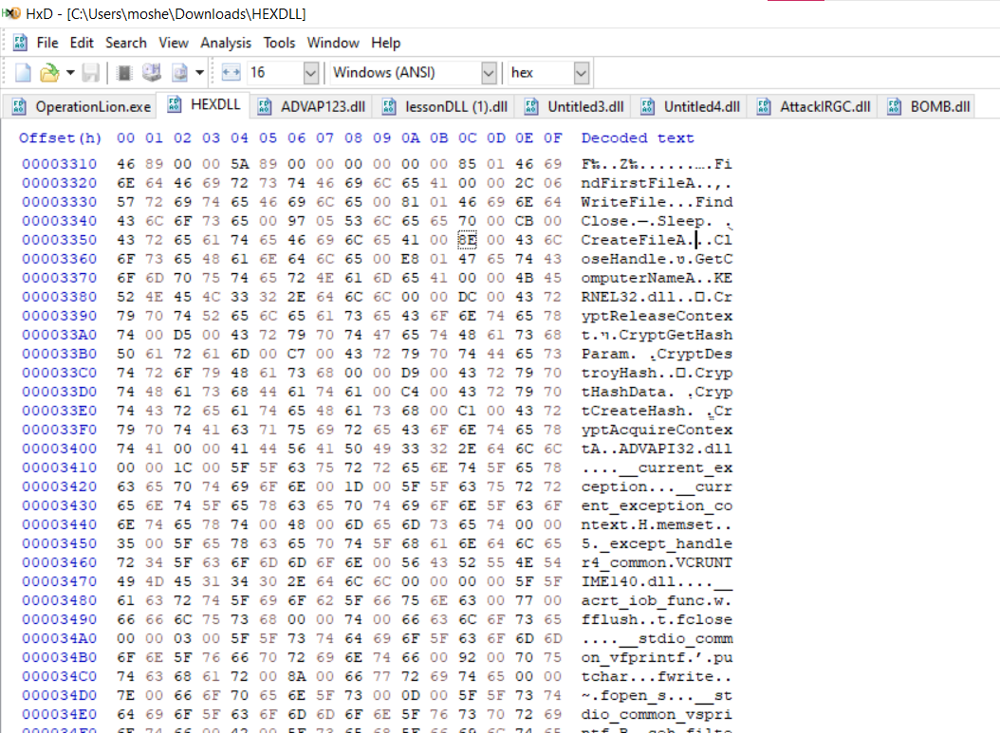 HxD - [C:\Users\moshe\Downloads\HEXDLL]
File Edit Search View Analysis Tools Window Help
16 Windows (ANSI) hex
OperationLion.exe HEXDLL ADVAP123.dll lessonDLL (1).dll Untitled3.dll Untitled4.dll AttackIRGC.dll BOMB.dll
Offset(h) 00 01 02 03 04 05 06 07 08 09 0A 0B 0C 0D 0E 0F Decoded text
00003310 46 89 00 00 5A 89 00 00 00 00 00 00 85 01 46 69 F‰..Z‰......….Fi
00003320 6E 64 46 69 72 73 74 46 69 6C 65 41 00 00 2C 06 ndFirstFileA..,.
00003330 57 72 69 74 65 46 69 6C 65 00 81 01 46 69 6E 64 WriteFile...Find
00003340 43 6C 6F 73 65 00 97 05 53 6C 65 65 70 00 CB 00 Close.—.Sleep. .
00003350 43 72 65 61 74 65 46 69 6C 65 41 00 8E 00 43 6C CreateFileA...Cl
00003360 6F 73 65 48 61 6E 64 6C 65 00 E8 01 47 65 74 43 oseHandle.װ.GetC
00003370 6F 6D 70 75 74 65 72 4E 61 6D 65 41 00 00 4B 45 omputerNameA..KE
00003380 52 4E 45 4C 33 32 2E 64 6C 6C 00 00 DC 00 43 72 RNEL32.dll..□.Cr
00003390 79 70 74 52 65 6C 65 61 73 65 43 6F 6E 74 65 78 yptReleaseContex
000033A0 74 00 D5 00 43 72 79 70 74 47 65 74 48 61 73 68 t.ױ.CryptGetHash
000033B0 50 61 72 61 6D 00 C7 00 43 72 79 70 74 44 65 73 Param. .CryptDes
000033C0 74 72 6F 79 48 61 73 68 00 00 D9 00 43 72 79 70 troyHash..□.Cryp
000033D0 74 48 61 73 68 44 61 74 61 00 C4 00 43 72 79 70 tHashData. .Cryp
000033E0 74 43 72 65 61 74 65 48 61 73 68 00 C1 00 43 72 tCreateHash. .Cr
000033F0 79 70 74 41 63 71 75 69 72 65 43 6F 6E 74 65 78 yptAcquireContex
00003400 74 41 00 00 41 44 56 41 50 49 33 32 2E 64 6C 6C tA..ADVAPI32.dll
00003410 00 00 1C 00 5F 5F 63 75 72 72 65 6E 74 5F 65 78 ....__current_ex
00003420 63 65 70 74 69 6F 6E 00 1D 00 5F 5F 63 75 72 72 ception...__curr
00003430 65 6E 74 5F 65 78 63 65 70 74 69 6F 6E 5F 63 6F ent_exception_co
00003440 6E 74 65 78 74 00 48 00 6D 65 6D 73 65 74 00 00 ntext.H.memset..
00003450 35 00 5F 65 78 63 65 70 74 5F 68 61 6E 64 6C 65 5._except_handle
00003460 72 34 5F 63 6F 6D 6D 6F 6E 00 56 43 52 55 4E 54 r4_common.VCRUNT
00003470 49 4D 45 31 34 30 2E 64 6C 6C 00 00 00 00 5F 5F IME140.dll....__
00003480 61 63 72 74 5F 69 6F 62 5F 66 75 6E 63 00 77 00 acrt_iob_func.w.
00003490 66 66 6C 75 73 68 00 00 74 00 66 63 6C 6F 73 65 fflush..t.fclose
000034A0 00 00 03 00 5F 5F 73 74 64 69 6F 5F 63 6F 6D 6D ....__stdio_comm
000034B0 6F 6E 5F 76 66 70 72 69 6E 74 66 00 92 00 70 75 on_vfprintf.’.pu
000034C0 74 63 68 61 72 00 8A 00 66 77 72 69 74 65 00 00 tchar...fwrite..
000034D0 7E 00 66 6F 70 65 6E 5F 73 00 0D 00 5F 5F 73 74 ~.fopen_s...__st
000034E0 64 69 6F 5F 63 6F 6D 6D 6F 6E 5F 76 73 70 72 69 dio_common_vspri
000034F0 6E 74 66 00 42 00 5F 73 65 68 5F 66 69 6C 74 65 ntf.B._seh_filte